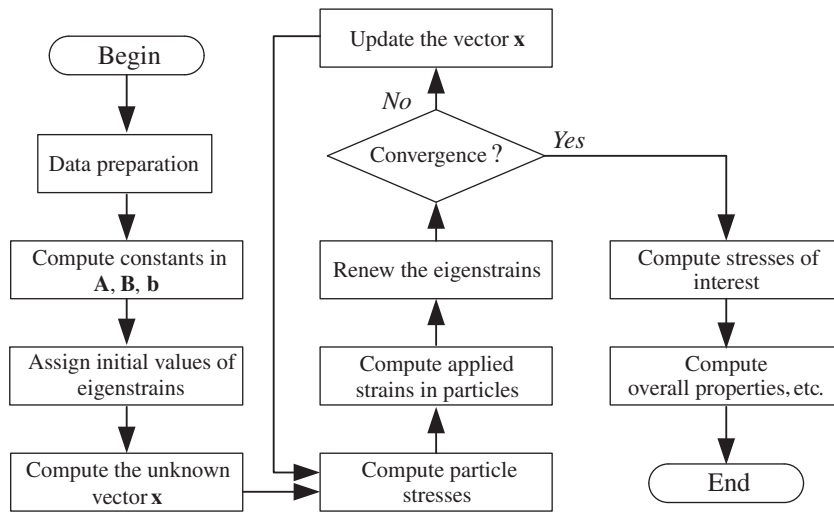 Begin
Data preparation
Compute constants in
A, B, b
Assign initial values of
eigenstrains
Compute the unknown
vector x
Update the vector x
No
Convergence ?
Yes
Renew the eigenstrains
Compute applied
strains in particles
Compute particle
stresses
Compute stresses of
interest
Compute
overall properties, etc.
End